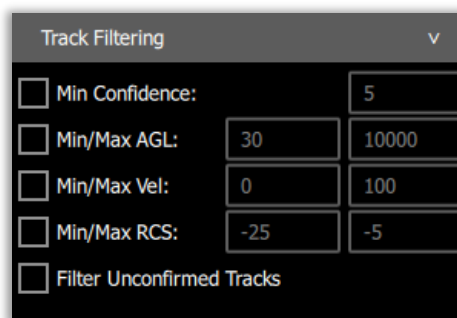 Track Filtering v
Min Confidence: 5
Min/Max AGL: 30 10000
Min/Max Vel: 0 100
Min/Max RCS: -25 -5
Filter Unconfirmed Tracks